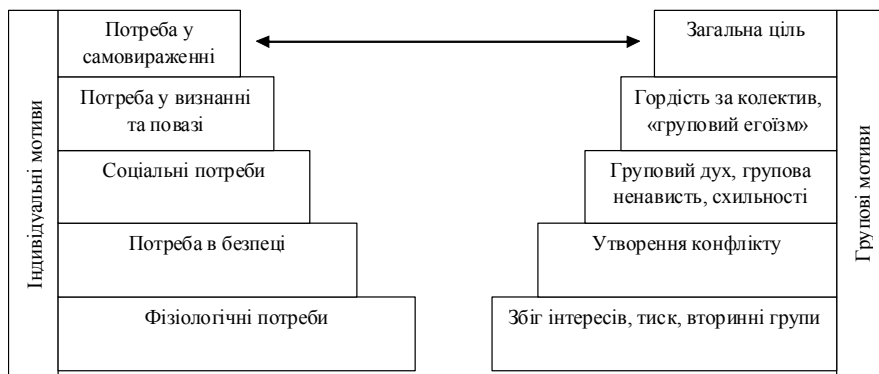 Індивідуальні мотиви
Потреба у
самовираженні
Потреба у визнанні
та повазі
Соціальні потреби
Потреба в безпеці
Фізіологічні потреби
Загальна ціль
Гордість за колектив,
«груповий егоїзм»
Груповий дух, групова
ненависть, схильності
Утворення конфлікту
Збіг інтересів, тиск, вторинні групи
Групові мотиви